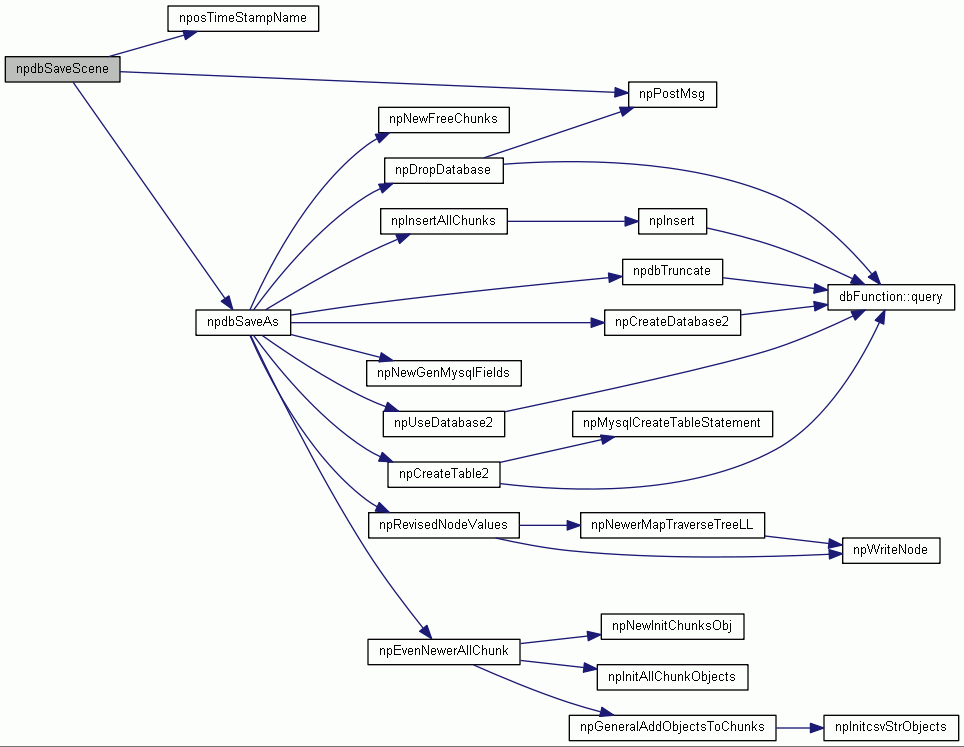 nposTimeStampName
npdbSaveScene
npPostMsg
npNewFreeChunks
npDropDatabase
npInsertAllChunks
npInsert
npdbTruncate
dbFunction::query
npdbSaveAs
npCreateDatabase2
npNewGenMysqlFields
npUseDatabase2
npMysqlCreateTableStatement
npCreateTable2
npRevisedNodeValues
npNewerMapTraverseTreeLL
npWriteNode
npNewInitChunksObj
npEvenNewerAllChunk
npInitAllChunkObjects
npGeneralAddObjectsToChunks
npInitcsvStrObjects